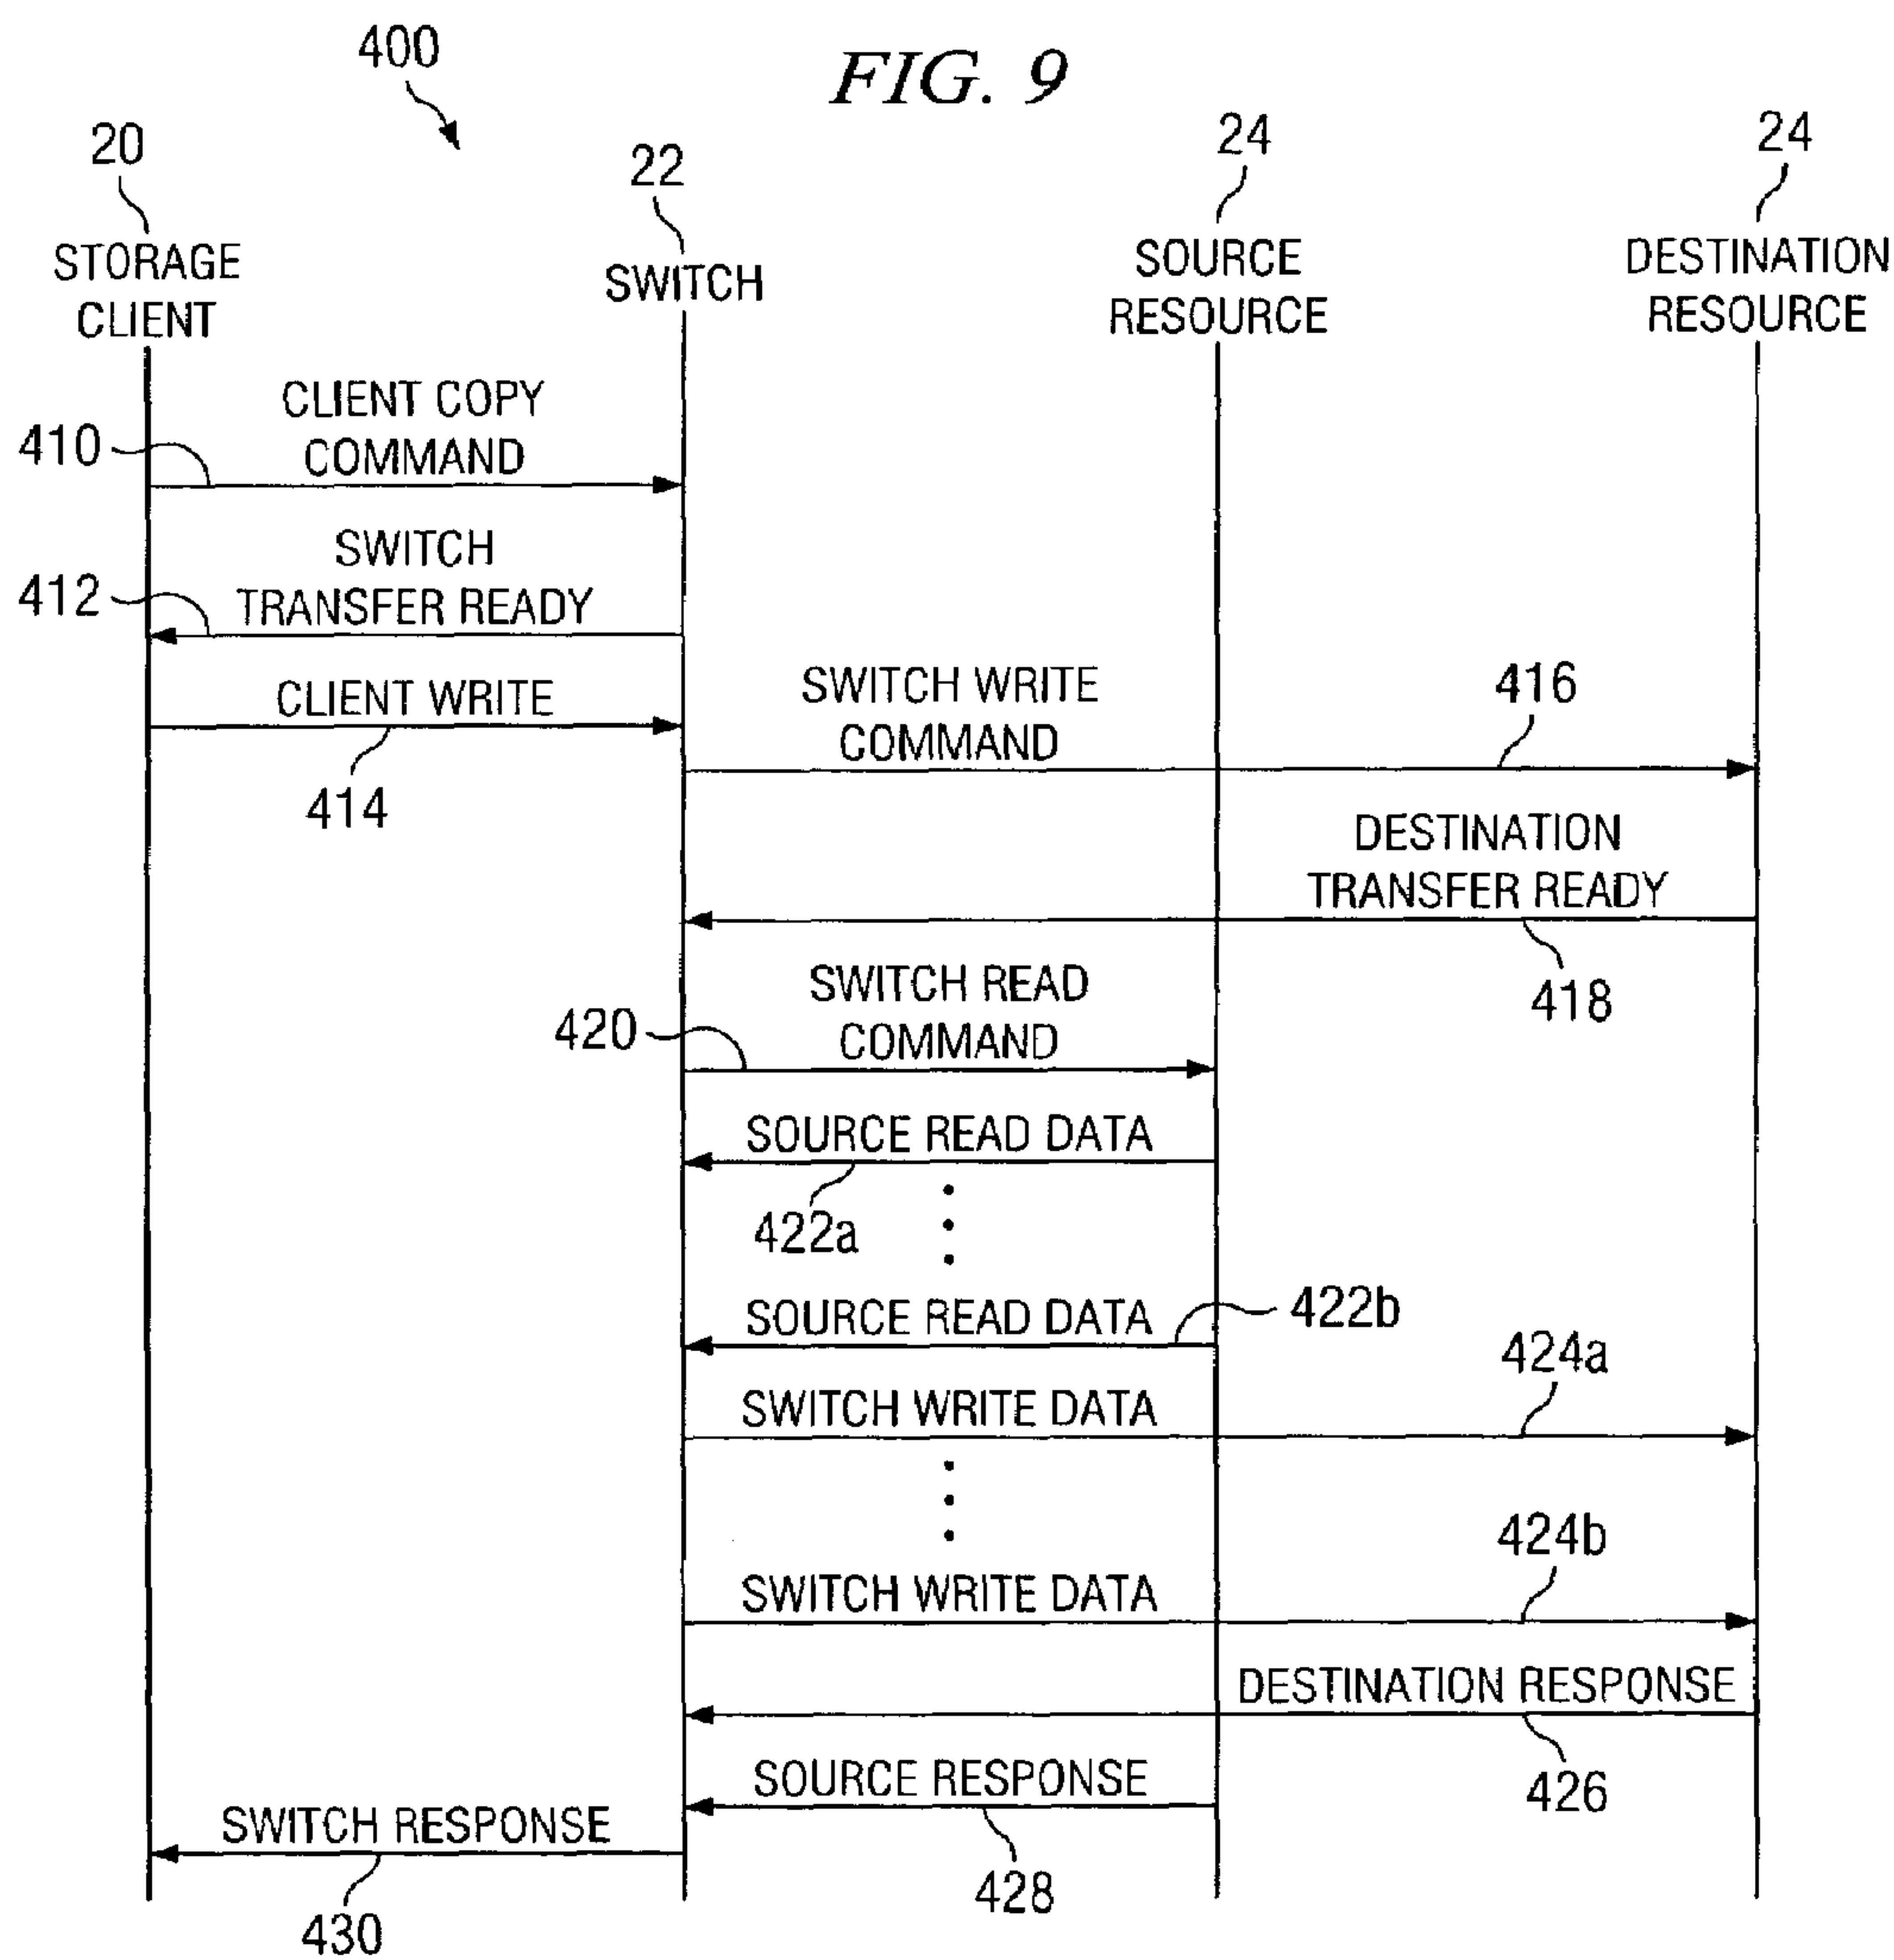 400
FIG. 9
20
22
24
24
STORAGE
CLIENT
SWITCH
SOURCE
RESOURCE
DESTINATION
RESOURCE
CLIENT COPY
COMMAND
410
SWITCH
TRANSFER READY
412
CLIENT WRITE
414
SWITCH WRITE
COMMAND
416
DESTINATION
TRANSFER READY
418
SWITCH READ
COMMAND
420
SOURCE READ DATA
422a
SOURCE READ DATA
422b
SWITCH WRITE DATA
424a
SWITCH WRITE DATA
424b
DESTINATION RESPONSE
426
SOURCE RESPONSE
428
SWITCH RESPONSE
430